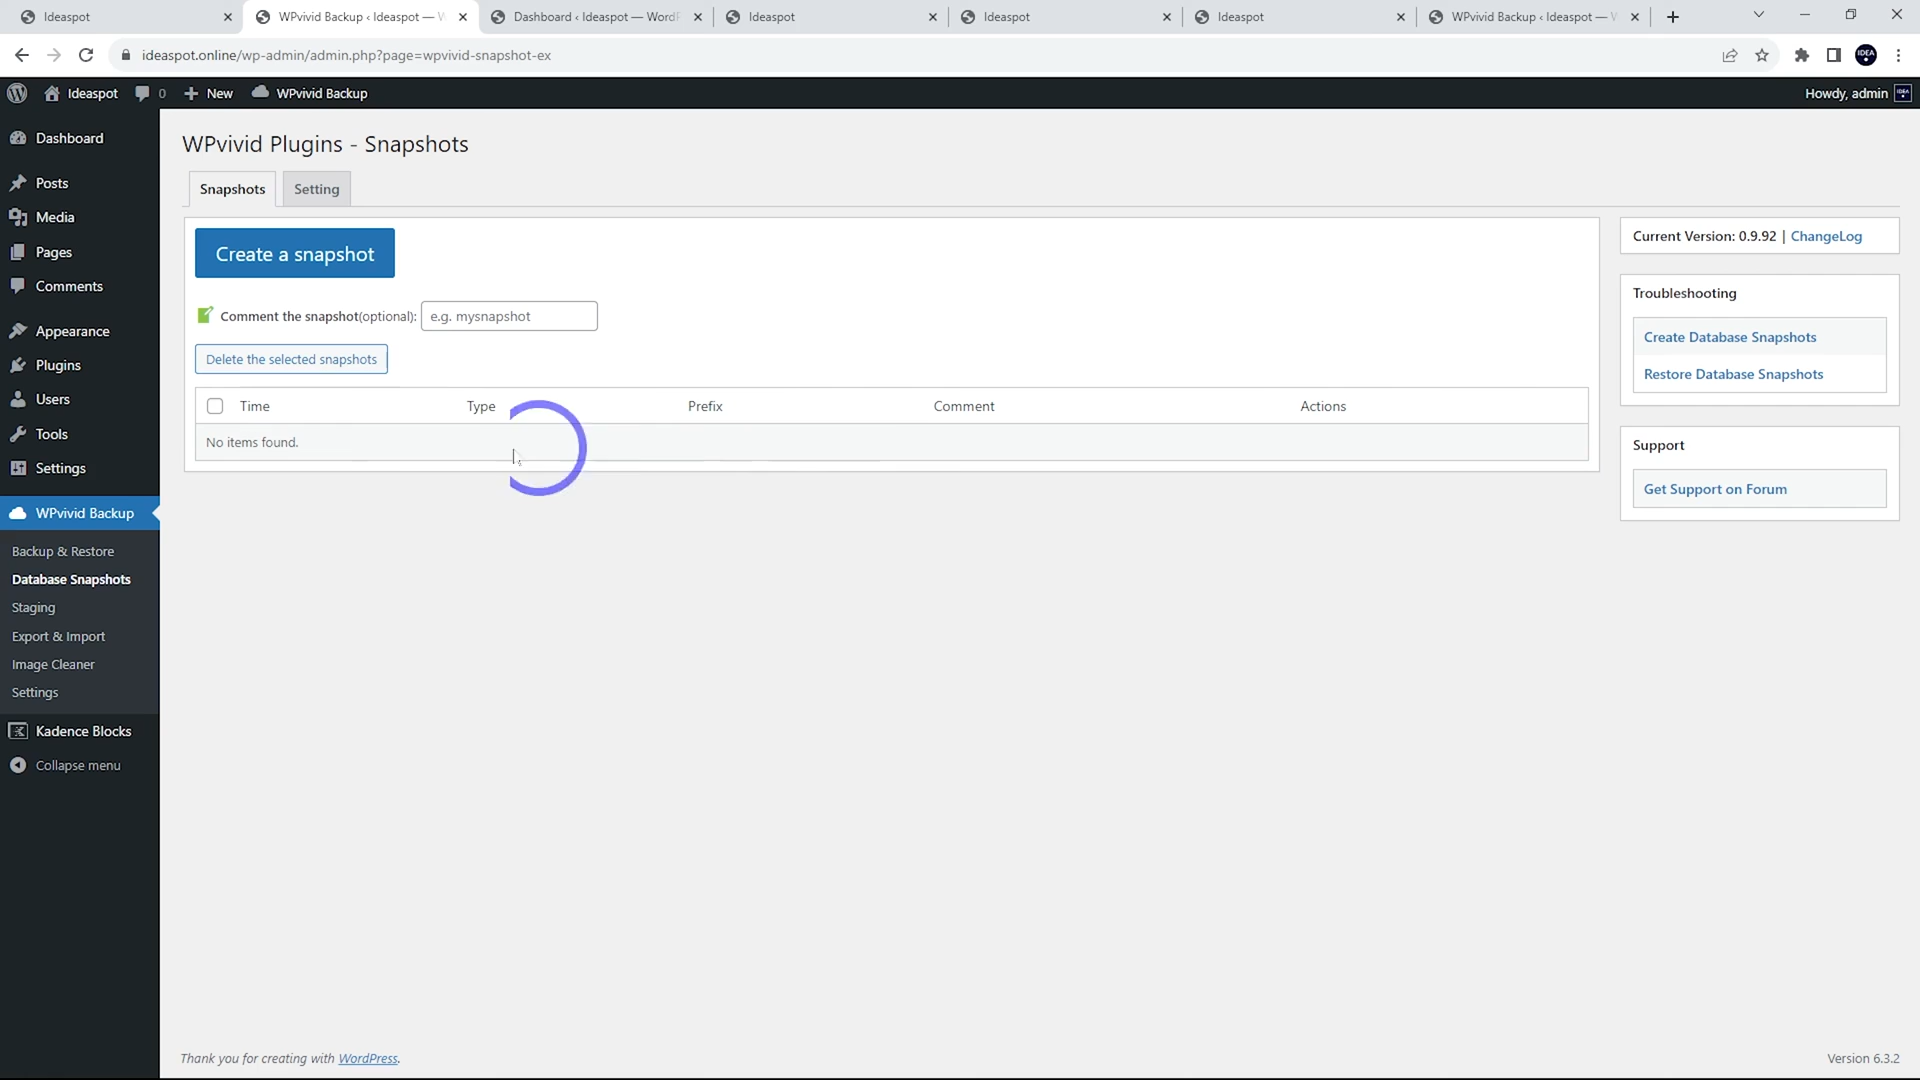 Ideaspot
WPvivid Backup ‹ Ideaspot — W
Dashboard ‹ Ideaspot — WordP
Ideaspot
Ideaspot
Ideaspot
WPvivid Backup ‹ Ideaspot — W
ideaspot.online/wp-admin/admin.php?page=wpvivid-snapshot-ex
IDEA
Ideaspot
0
New
WPvivid Backup
Howdy, admin
Dashboard
Posts
Media
Pages
Comments
Appearance
Plugins
Users
Tools
Settings
WPvivid Backup
Backup & Restore
Database Snapshots
Staging
Export & Import
Image Cleaner
Settings
Kadence Blocks
Collapse menu
WPvivid Plugins - Snapshots
Snapshots
Setting
Create a snapshot
Comment the snapshot(optional): e.g. mysnapshot
Delete the selected snapshots
Time Type Prefix Comment Actions
No items found.
Current Version: 0.9.92 | ChangeLog
Troubleshooting
Create Database Snapshots
Restore Database Snapshots
Support
Get Support on Forum
Thank you for creating with WordPress.
Version 6.3.2